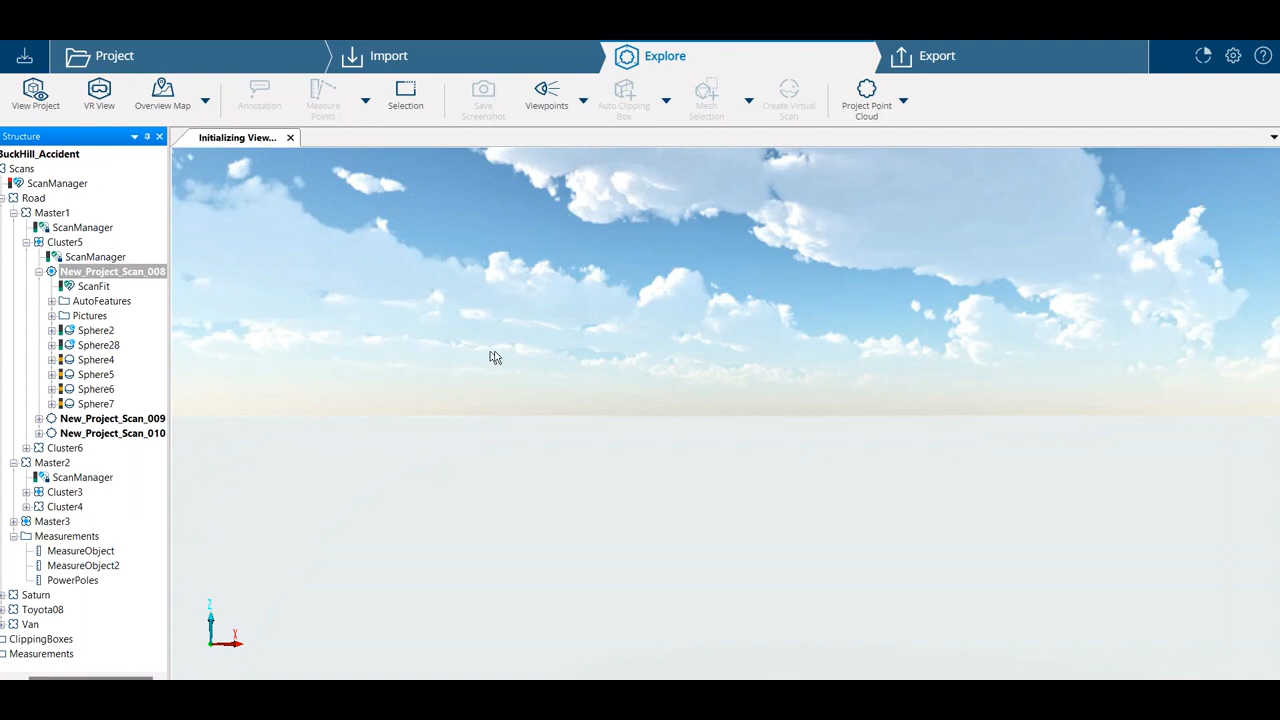 Project
Import
Explore
Export
View Project
VR View
Overview Map
Annotation
Measure Points
Selection
Save Screenshot
Viewpoints
Auto Clipping Box
Mesh Selection
Create Virtual Scan
Project Point Cloud
Structure
Initializing View...
BuckHill_Accident
Scans
ScanManager
Road
Master1
ScanManager
Cluster5
ScanManager
New_Project_Scan_008
ScanFit
AutoFeatures
Pictures
Sphere2
Sphere28
Sphere4
Sphere5
Sphere6
Sphere7
New_Project_Scan_009
New_Project_Scan_010
Cluster6
Master2
ScanManager
Cluster3
Cluster4
Master3
Measurements
MeasureObject
MeasureObject2
PowerPoles
Saturn
Toyota08
Van
ClippingBoxes
Measurements
Z
X